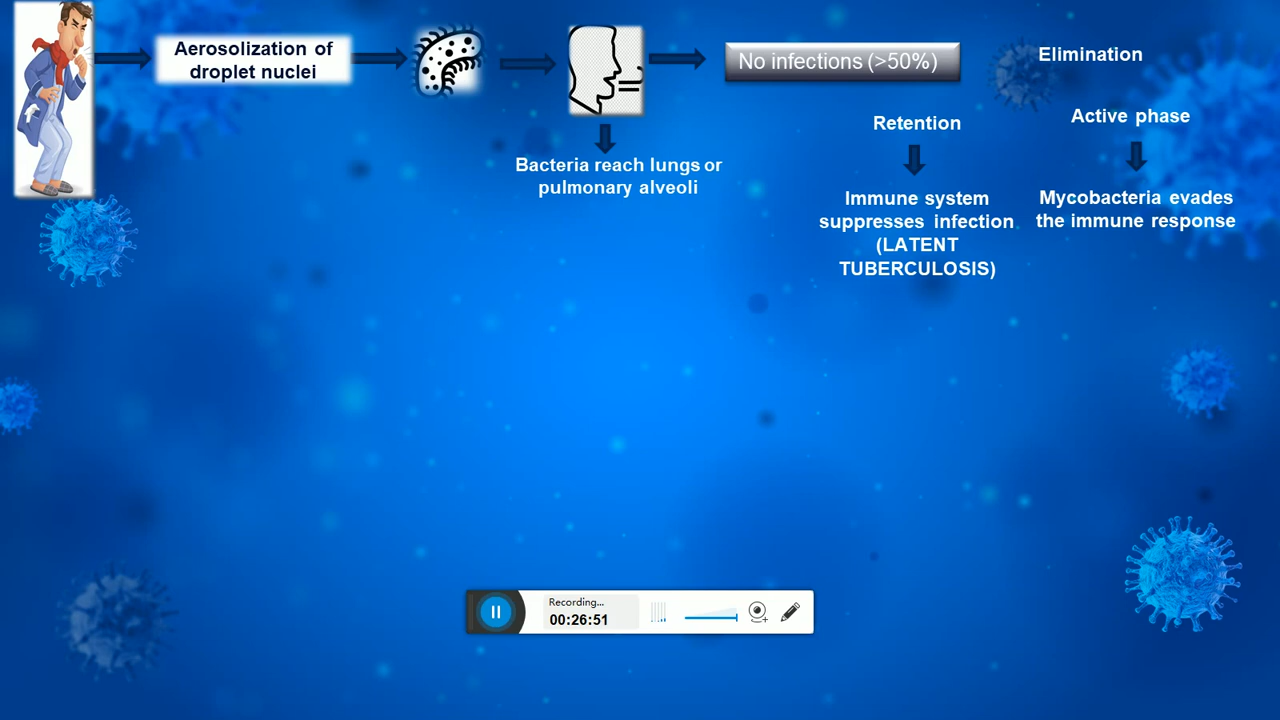 Aerosolization of
droplet nuclei
No infections (>50%)
Elimination
Bacteria reach lungs or
pulmonary alveoli
Retention
Immune system
suppresses infection
(LATENT
TUBERCULOSIS)
Active phase
Mycobacteria evades
the immune response
Recording...
00:26:51